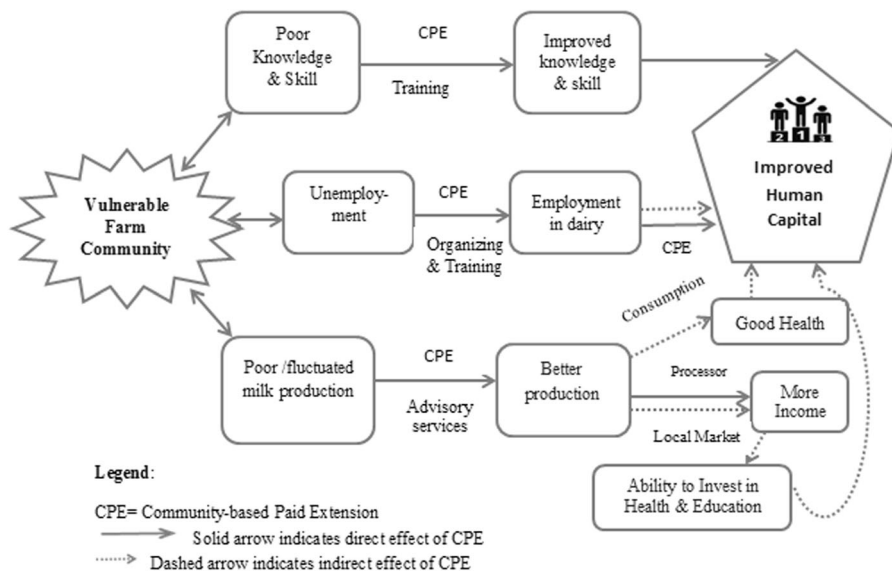 Poor
Knowledge
& Skill
CPE
Training
Improved
knowledge
& skill
2 1 3
Improved
Human
Capital
Vulnerable
Farm
Community
Unemploy-
ment
CPE
Organizing
& Training
Employment
in dairy
CPE
Consumption
Good Health
Poor /fluctuated
milk production
CPE
Advisory
services
Better
production
Processor
Local Market
More
Income
Ability to Invest in
Health & Education
Legend:
CPE= Community-based Paid Extension
Solid arrow indicates direct effect of CPE
Dashed arrow indicates indirect effect of CPE